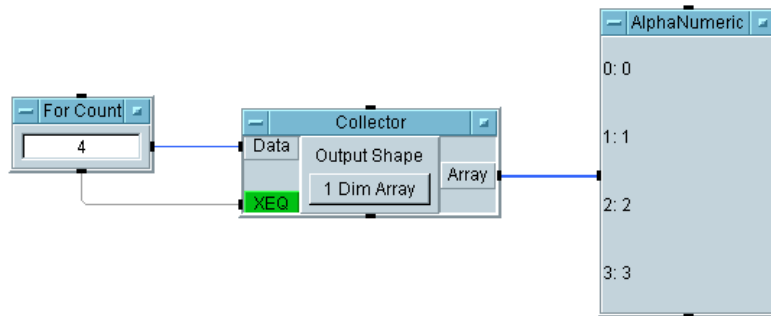 For Count
4
Collector
Data
Output Shape
1 Dim Array
XEQ
Array
AlphaNumeric
0: 0
1: 1
2: 2
3: 3